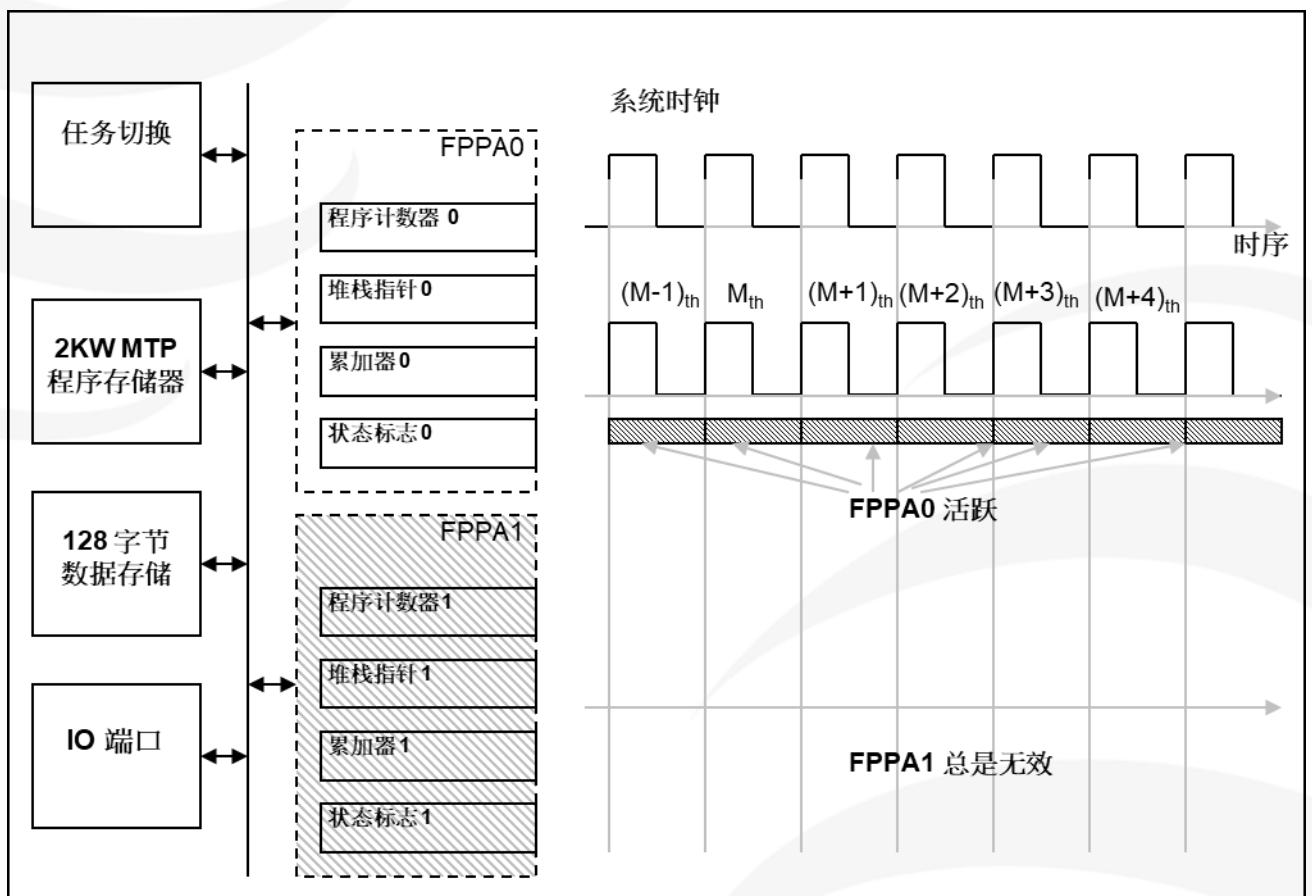 任务切换
2KW MTP
程序存储器
128 字节
数据存储
IO 端口
FPPA0
程序计数器 0
堆栈指针 0
累加器 0
状态标志 0
FPPA1
程序计数器 1
堆栈指针 1
累加器 1
状态标志 1
系统时钟
时序
(M-1)th
Mth
(M+1)th
(M+2)th
(M+3)th
(M+4)th
FPPA0 活跃
FPPA1 总是无效